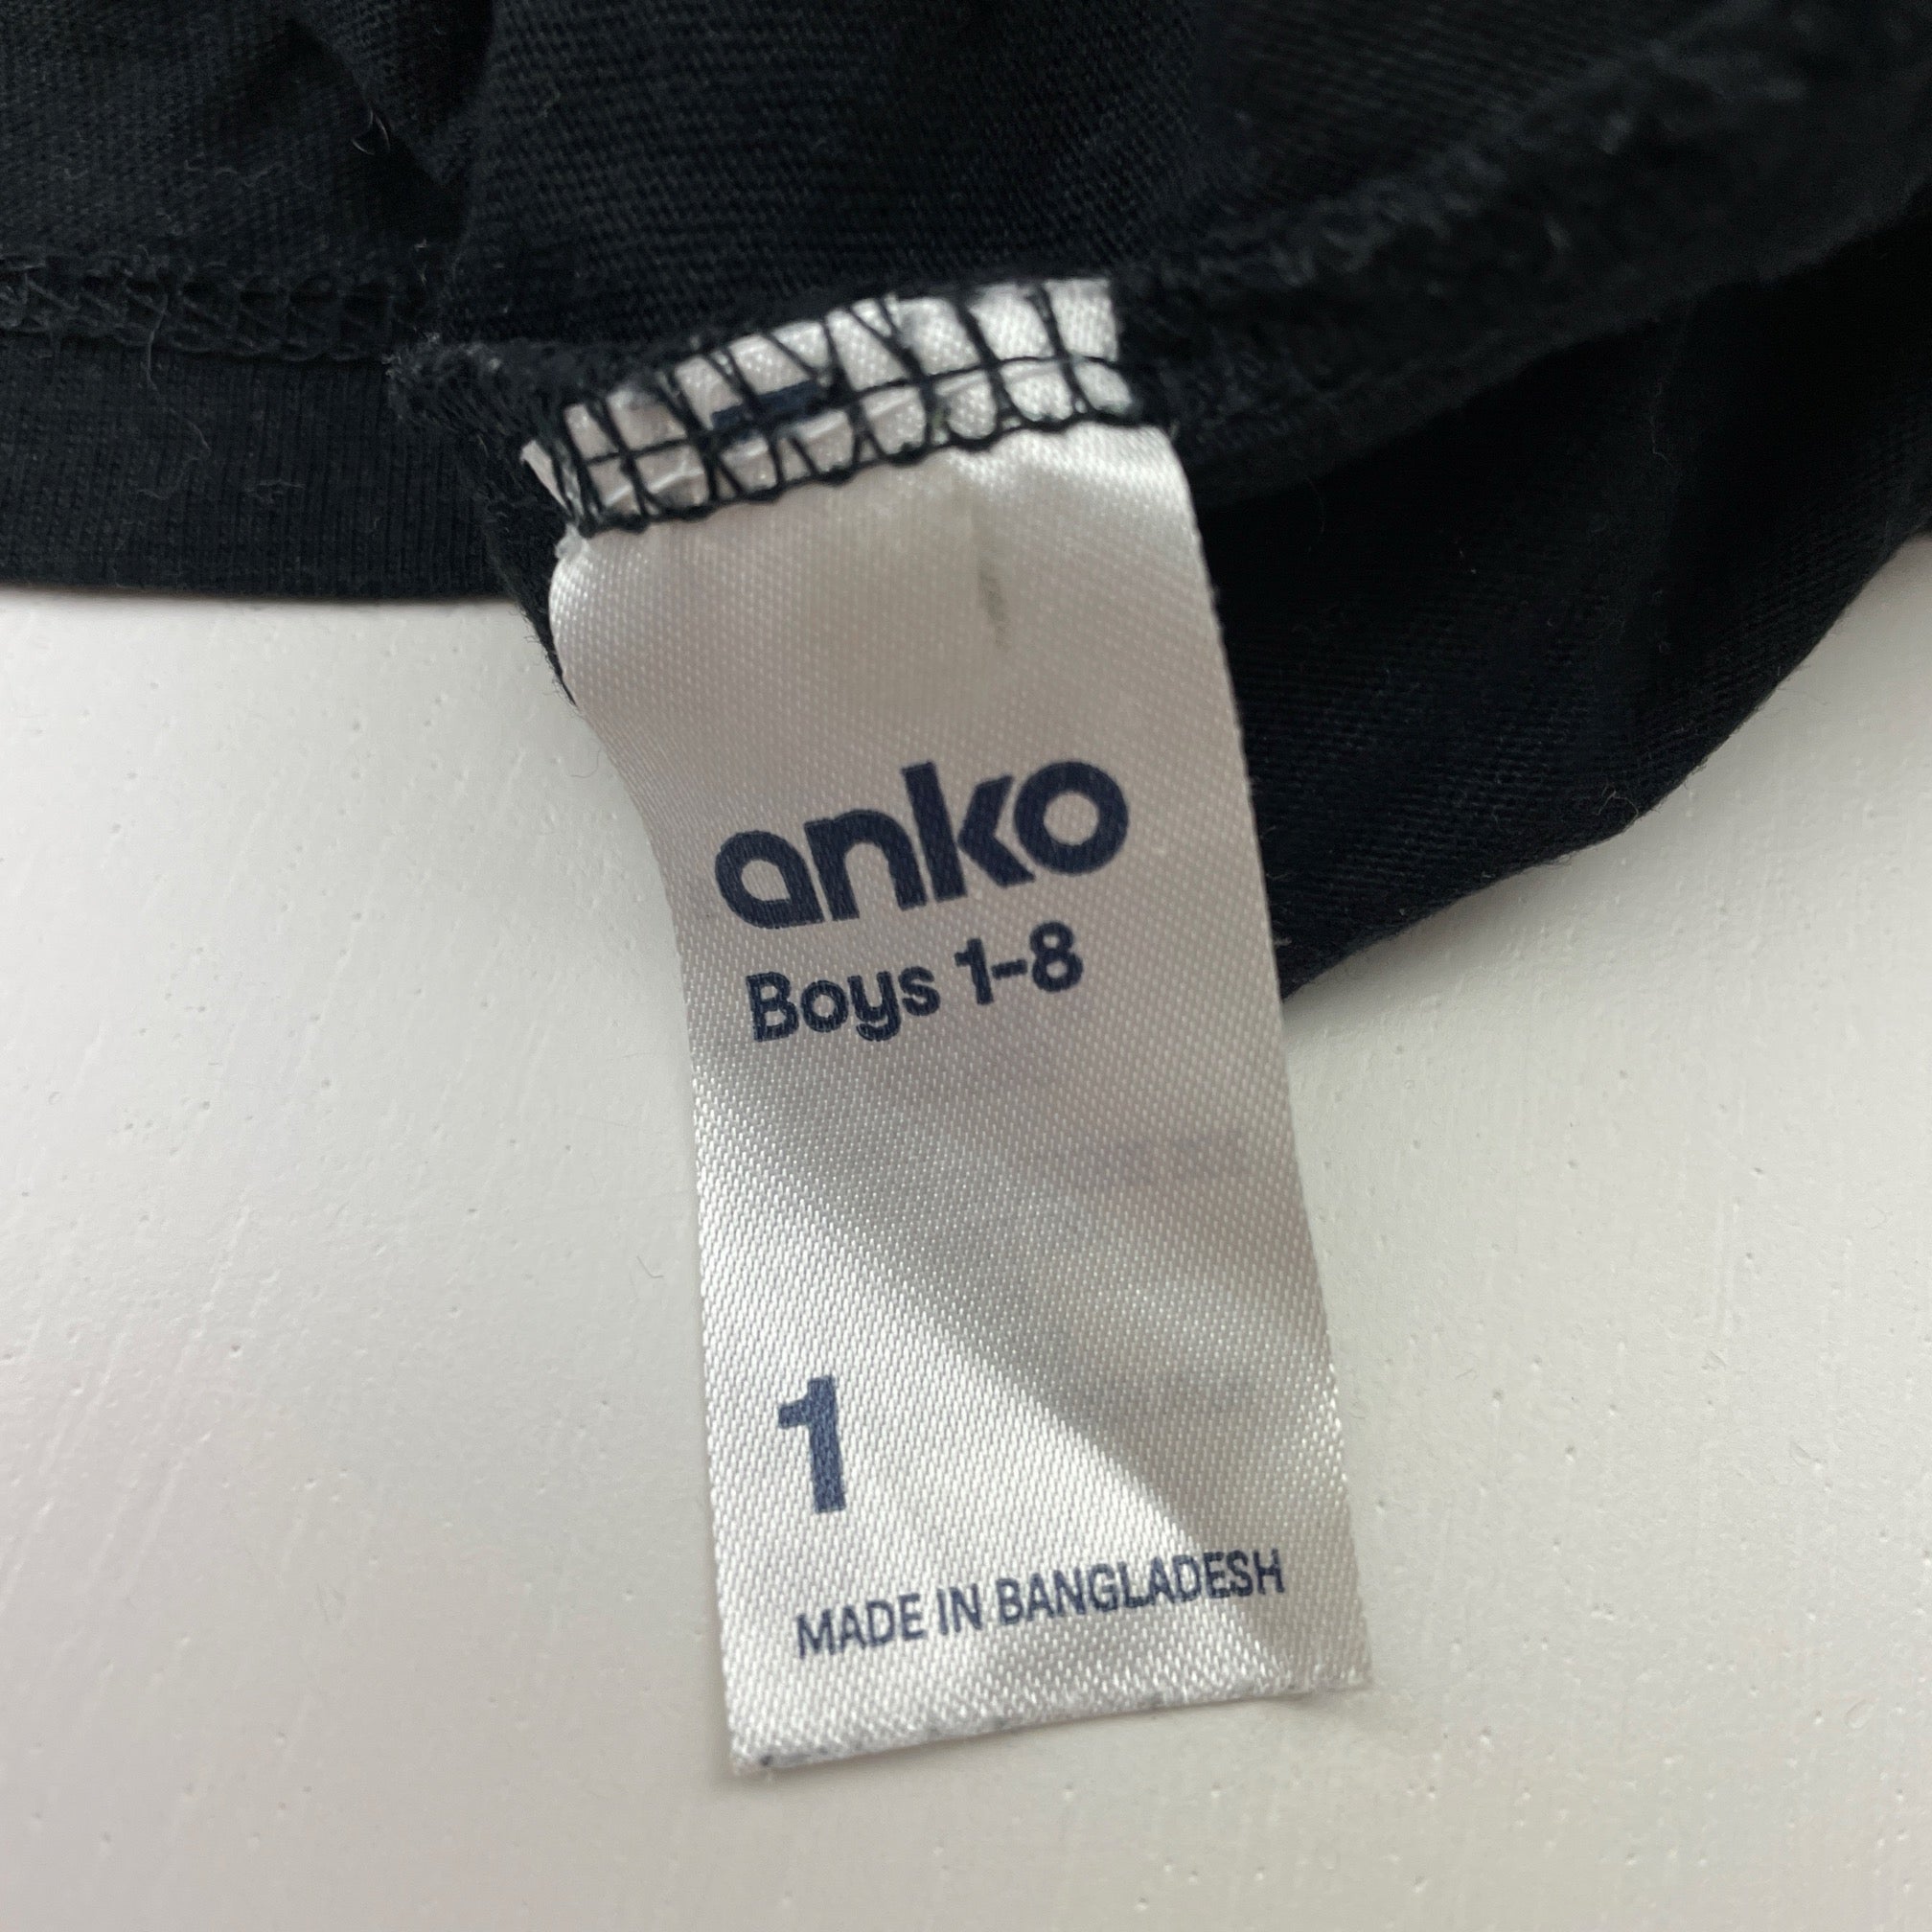 anko
Boys 1-8
1
MADE IN BANGLADESH